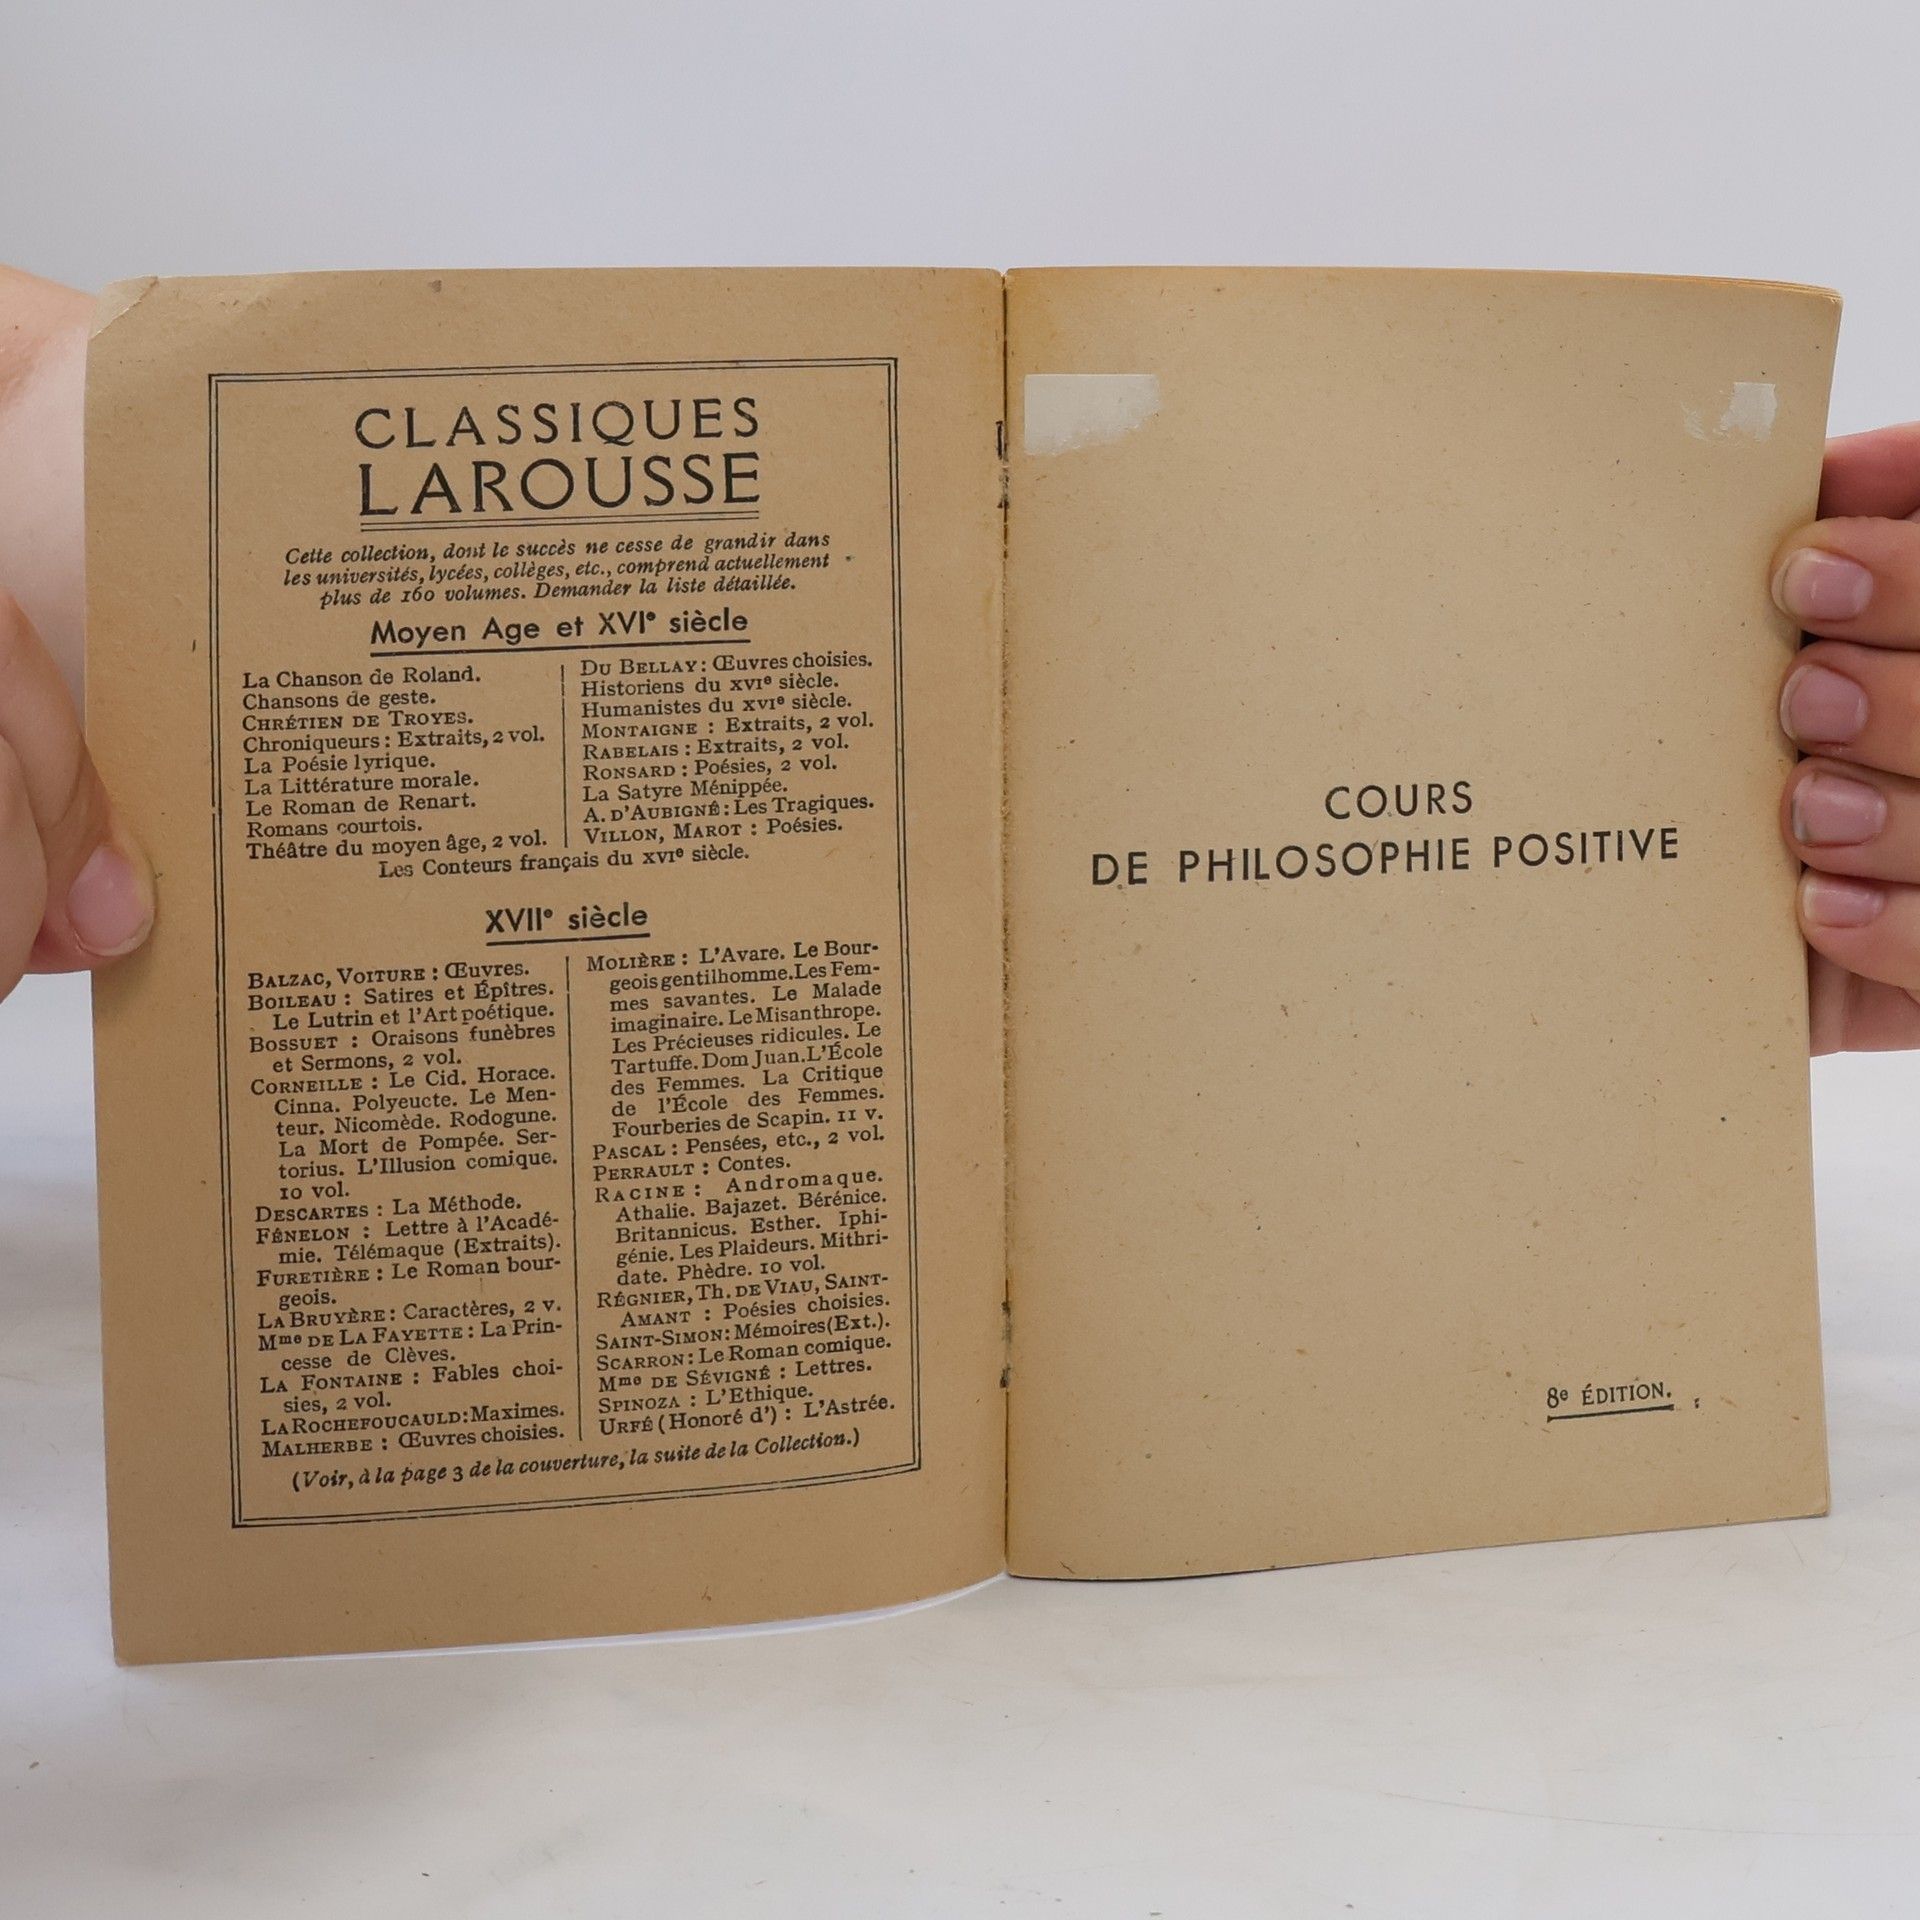 CLASSIQUES
LAROUSSE
Cette collection, dont le succès ne cesse de grandir dans
les universités, lycées, collèges, etc., comprend actuellement
plus de 160 volumes. Demander la liste détaillée.
Moyen Age et XVIe siècle
La Chanson de Roland.
Chansons de geste.
CHRÉTIEN DE TROYES.
Chroniqueurs : Extraits, 2 vol.
La Poésie lyrique.
La Littérature morale.
Le Roman de Renart.
Romans courtois.
Théâtre du moyen âge, 2 vol.
DU BELLAY : Œuvres choisies.
Historiens du XVIe siècle.
Humanistes du XVIe siècle.
MONTAIGNE : Extraits, 2 vol.
RABELAIS : Extraits, 2 vol.
RONSARD : Poésies, 2 vol.
La Satyre Ménippée.
A. D'AUBIGNÉ : Les Tragiques.
VILLON, MAROT : Poésies.
Les Conteurs français du XVIe siècle.
XVIIe siècle
BALZAC, VOITURE : Œuvres.
BOILEAU : Satires et Épîtres.
Le Lutrin et l'Art poétique.
BOSSUET : Oraisons funèbres
et Sermons, 2 vol.
CORNEILLE : Le Cid. Horace.
Cinna. Polyeucte. Le Men-
teur. Nicomède. Rodogune.
La Mort de Pompée. Ser-
torius. L'Illusion comique.
10 vol.
DESCARTES : La Méthode.
FÉNELON : Lettre à l'Acadé-
mie. Télémaque (Extraits).
FURETIÈRE : Le Roman bour-
geois.
LA BRUYÈRE : Caractères, 2 v.
Mme DE LA FAYETTE : La Prin-
cesse de Clèves.
LA FONTAINE : Fables choi-
sies, 2 vol.
LA ROCHEFOUCAULD : Maximes.
MALHERBE : Œuvres choisies.
MOLIÈRE : L'Avare. Le Bour-
geois gentilhomme. Les Fem-
mes savantes. Le Malade
imaginaire. Le Misanthrope.
Les Précieuses ridicules. Le
Tartuffe. Dom Juan. L'École
des Femmes. La Critique
de l'École des Femmes.
Fourberies de Scapin. 11 v.
PASCAL : Pensées, etc., 2 vol.
PERRAULT : Contes.
RACINE : Andromaque.
Athalie. Bajazet. Bérénice.
Britannicus. Esther. Iphi-
génie. Les Plaideurs. Mithri-
date. Phèdre. 10 vol.
RÉGNIER, TH. DE VIAU, SAINT-
AMANT : Poésies choisies.
SAINT-SIMON : Mémoires (Ext.).
SCARRON : Le Roman comique.
Mme DE SÉVIGNÉ : Lettres.
SPINOZA : L'Ethique.
URFÉ (Honoré d') : L'Astrée.
(Voir, à la page 3 de la couverture, la suite de la Collection.)
COURS
DE PHILOSOPHIE POSITIVE
8e ÉDITION.